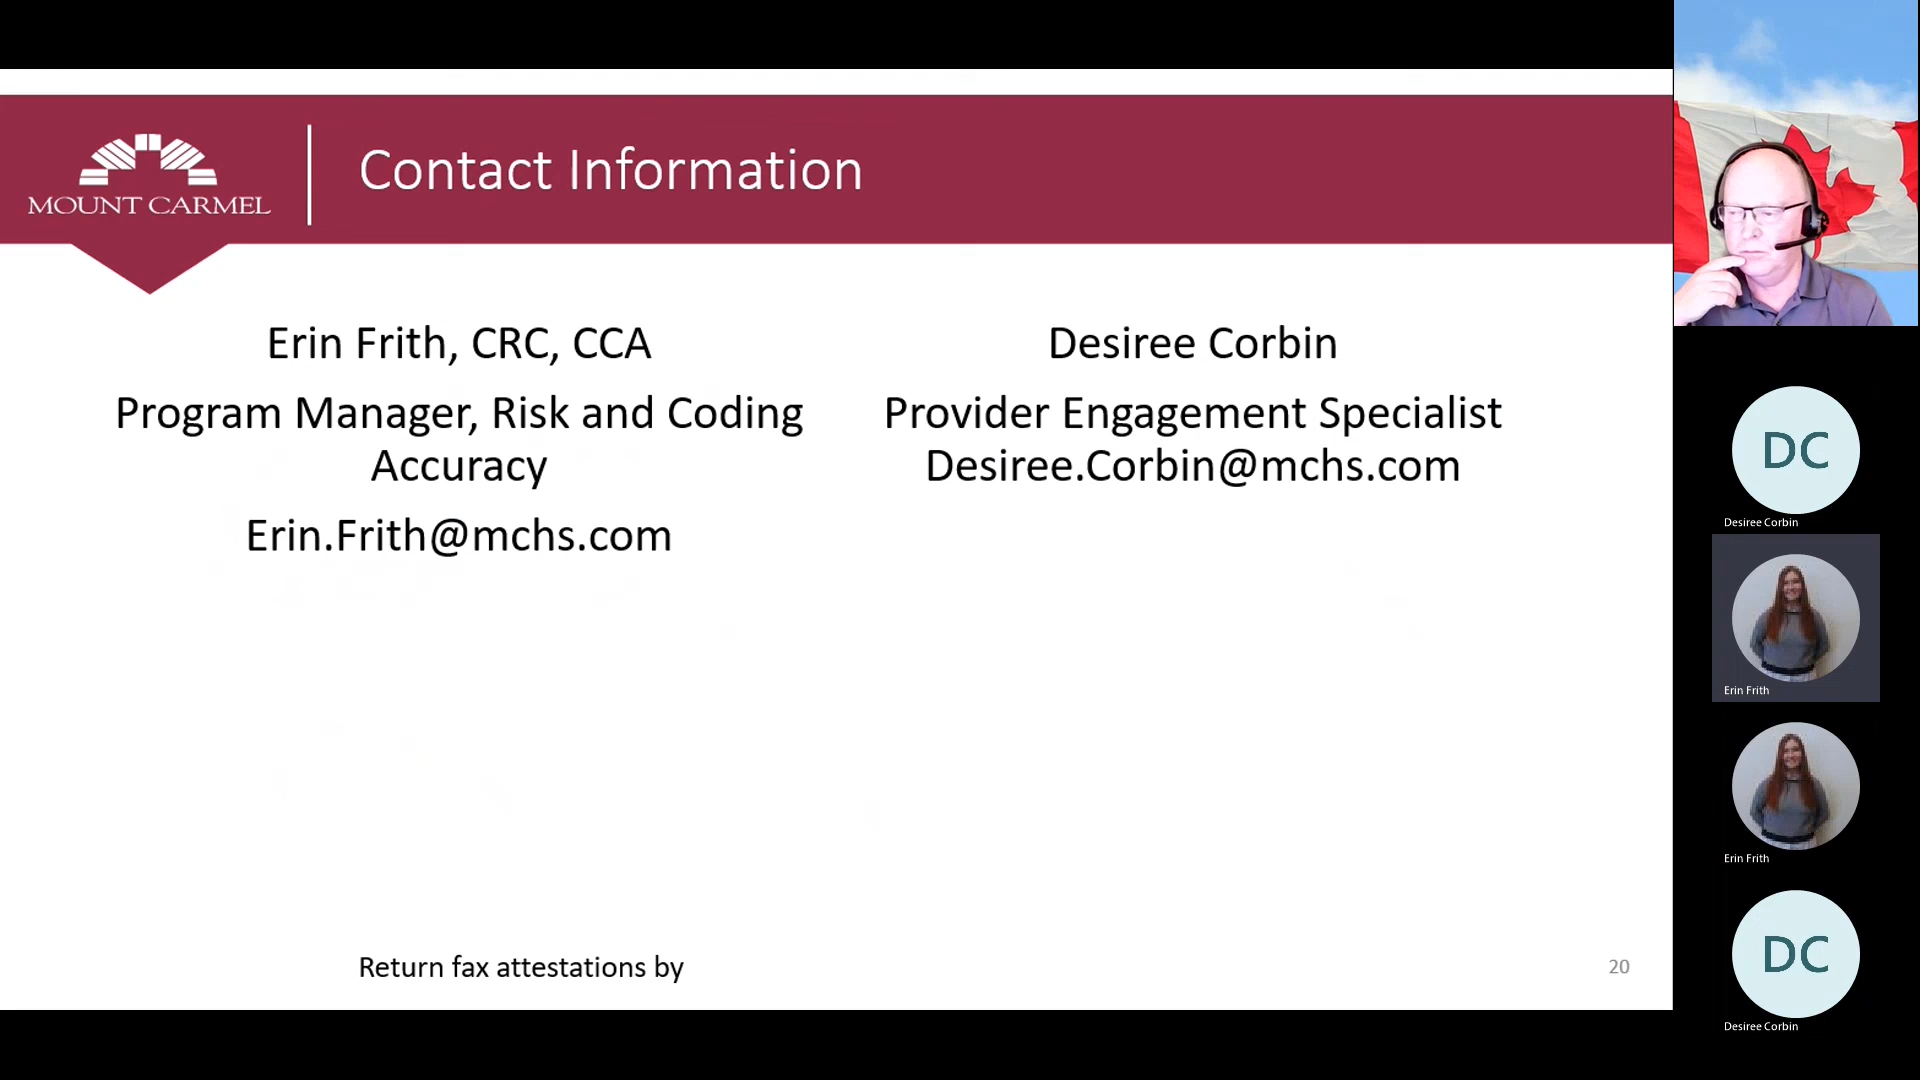 MOUNT CARMEL
Contact Information
Erin Frith, CRC, CCA
Program Manager, Risk and Coding
Accuracy
Erin.Frith@mchs.com
Desiree Corbin
Provider Engagement Specialist
Desiree.Corbin@mchs.com
Return fax attestations by
20
DC
Desiree Corbin
Erin Frith
Erin Frith
DC
Desiree Corbin